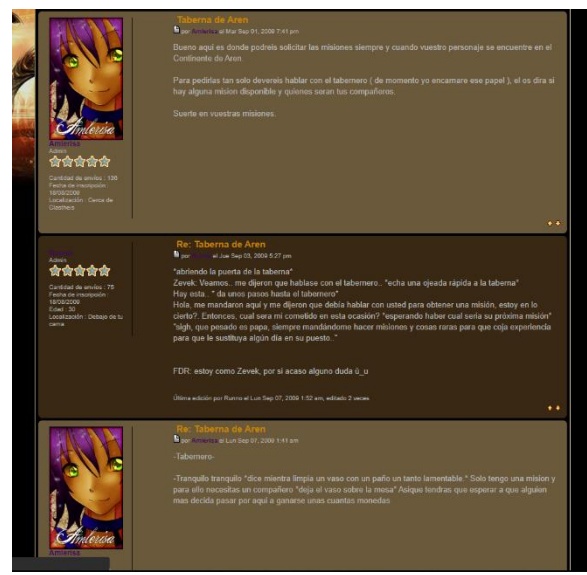 Taberna de Aren
por Amlerisa el Mar Sep 01, 2009 7:41 pm
Bueno aqui es donde podreis solicitar las misiones siempre y cuando vuestro personaje se encuentre en el
Continente de Aren
Para pedirlas tan solo devereis hablar con el tabernero ( de momento yo encarnare ese papel ), el os dira si
hay alguna mision disponible y quienes seran tus compañeros.
Suerte en vuestras misiones.
Amlerisa
Amlerisa
Admin
Cantidad de envíos : 139
Fecha de inscripción :
18/08/2009
Localización : Cerca de
Re: Taberna de Aren
por Runno el Jue Sep 03, 2009 5:27 pm
*abriendo la puerta de la taberna*
Zevek: Veamos.. me dijeron que hablase con el tabernero.. *echa una ojeada rápida a la taberna*
Hay esta.. * da unos pasos hasta el tabernero*
Hola, me mandaron aquí y me dijeron que debía hablar con usted para obtener una misión, estoy en lo
cierto?. Entonces, cual sera mi cometido en esta ocasión? *esperando haber cual seria su próxima misión*
"sigh, que pesado es papa, siempre mandándome hacer misiones y cosas raras para que coja experiencia
para que le sustituya algún día en su puesto.."
FDR: estoy como Zevek, por si acaso alguno duda ú_u
Última edición por Runno el Lun Sep 07, 2009 1:52 am, editado 2 veces
Runno
Admin
Cantidad de envíos : 75
Fecha de inscripción :
18/08/2009
Edad : 30
Localización : Debajo de tu
cama
Re: Taberna de Aren
por Amlerisa el Lun Sep 07, 2009 1:41 am
-Tabernero-
-Tranquilo tranquilo *dice mientra limpia un vaso con un paño un tanto lamentable.* Solo tengo una mision y
para ello necesitas un compañero *deja el vaso sobre la mesa* Asique tendras que esperar a que alguien
mas decida pasar por aqui a ganarse unas cuantas monedas
Amlerisa
Amlerisa